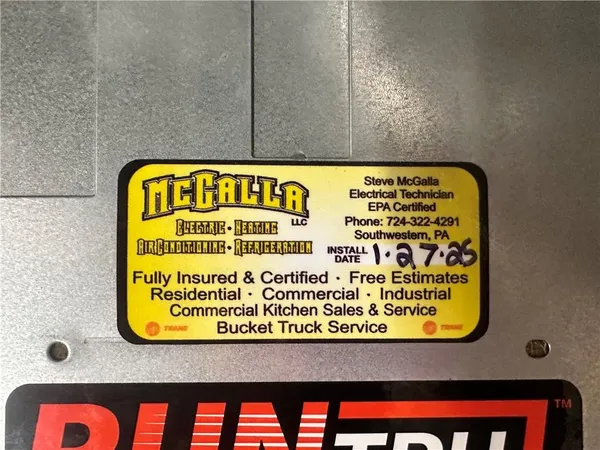 McGALLA
LLC
ELECTRIC · HEATING
AIR CONDITIONING · REFRIGERATION
Steve McGalla
Electrical Technician
EPA Certified
Phone: 724-322-4291
Southwestern, PA
INSTALL DATE 1·27·25
Fully Insured & Certified · Free Estimates
Residential · Commercial · Industrial
Commercial Kitchen Sales & Service
TRANE Bucket Truck Service TRANE
RUNTRU™